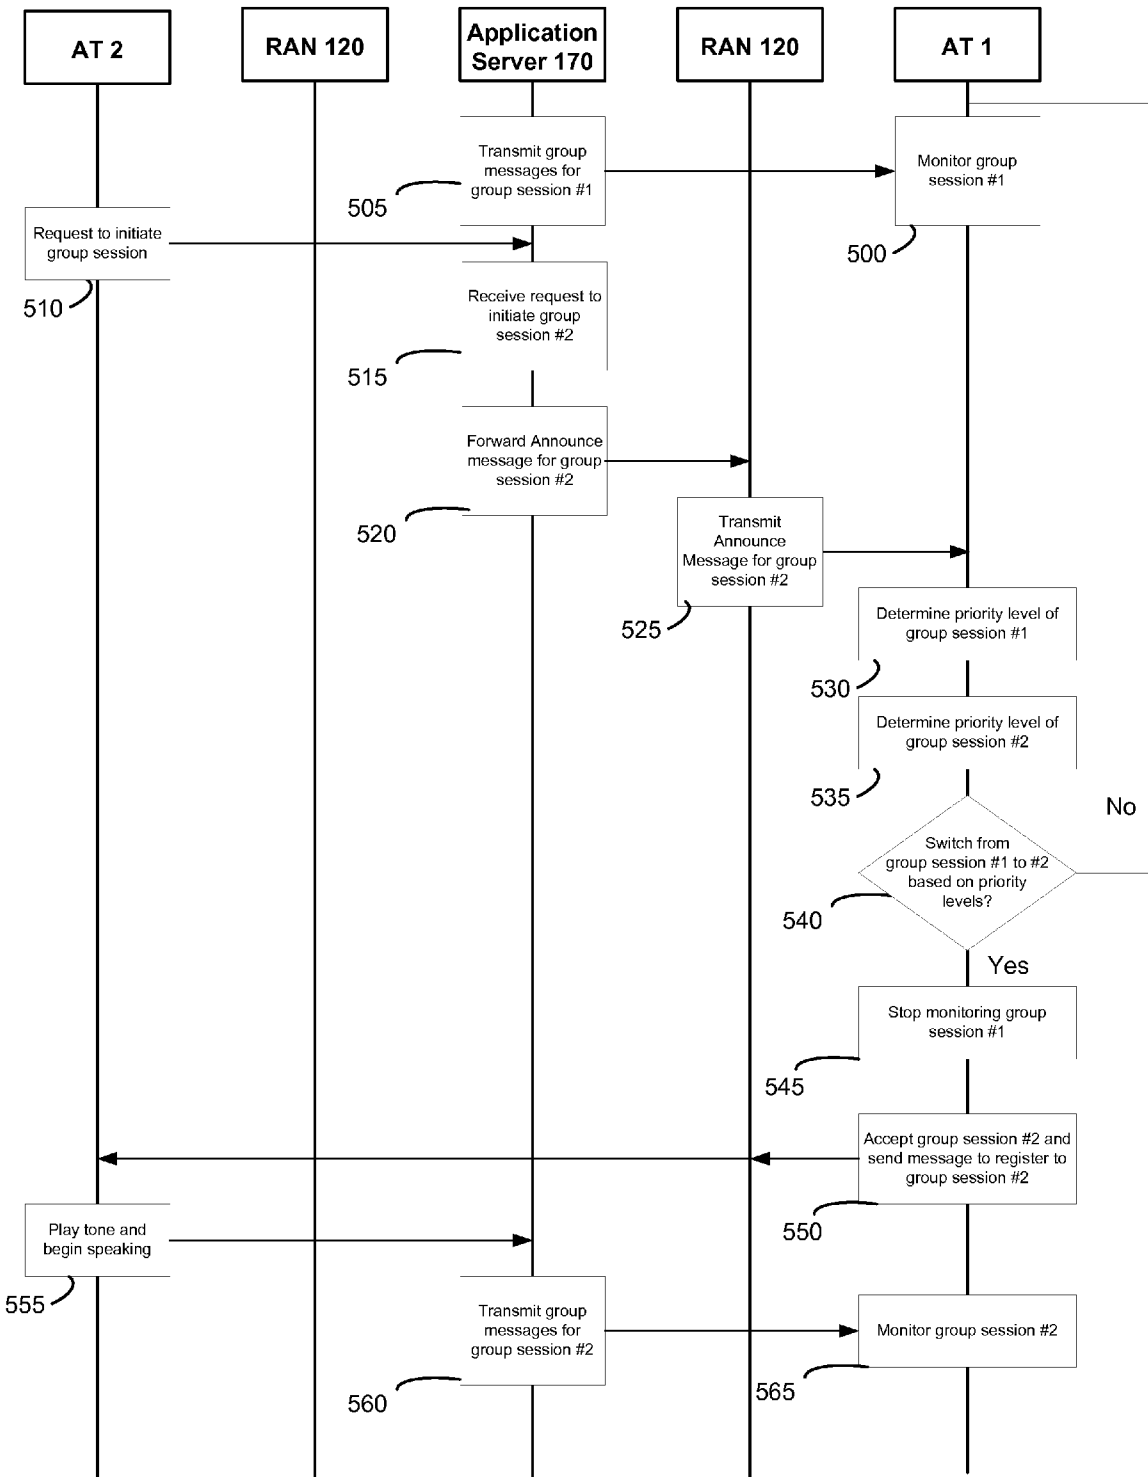 AT 2
RAN 120
Application
Server 170
RAN 120
AT 1
Transmit group
messages for
group session #1
505
Monitor group
session #1
500
Request to initiate
group session
510
Receive request to
initiate group
session #2
515
Forward Announce
message for group
session #2
520
Transmit
Announce
Message for group
session #2
525
Determine priority level of
group session #1
530
Determine priority level of
group session #2
535
No
Switch from
group session #1 to #2
based on priority
levels?
540
Yes
Stop monitoring group
session #1
545
Accept group session #2 and
send message to register to
group session #2
550
Play tone and
begin speaking
555
Transmit group
messages for
group session #2
560
Monitor group session #2
565